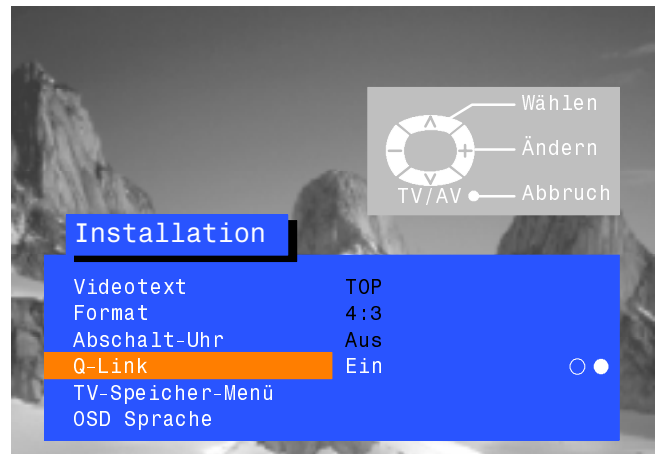 Wählen
Ändern
TV/AV Abbruch
Installation
Videotext TOP
Format 4:3
Abschalt-Uhr Aus
Q-Link Ein
TV-Speicher-Menü
OSD Sprache